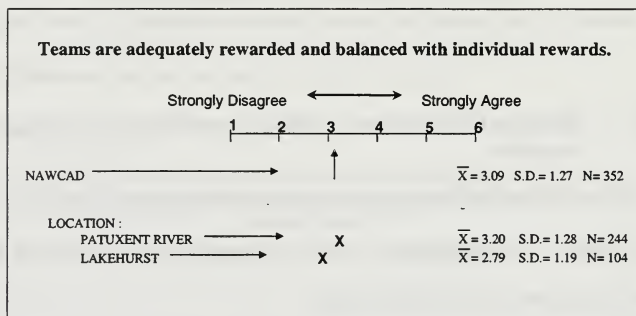 Teams are adequately rewarded and balanced with individual rewards.
Strongly Disagree Strongly Agree
1 2 3 4 5 6
NAWCAD X̅ = 3.09 S.D.= 1.27 N= 352
LOCATION :
PATUXENT RIVER X X̅ = 3.20 S.D.= 1.28 N= 244
LAKEHURST X X̅ = 2.79 S.D.= 1.19 N= 104